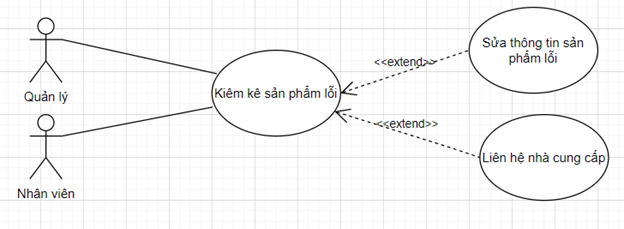 Quản lý
Nhân viên
Kiêm kê sản phẩm lỗi
<<extend>>
<<extend>>
Sửa thông tin sản
phẩm lỗi
Liên hệ nhà cung cấp